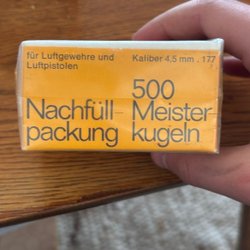 für Luftgewehre und Luftpistolen
Kaliber 4,5 mm . 177
500
Nachfüll- Meister-
packung kugeln